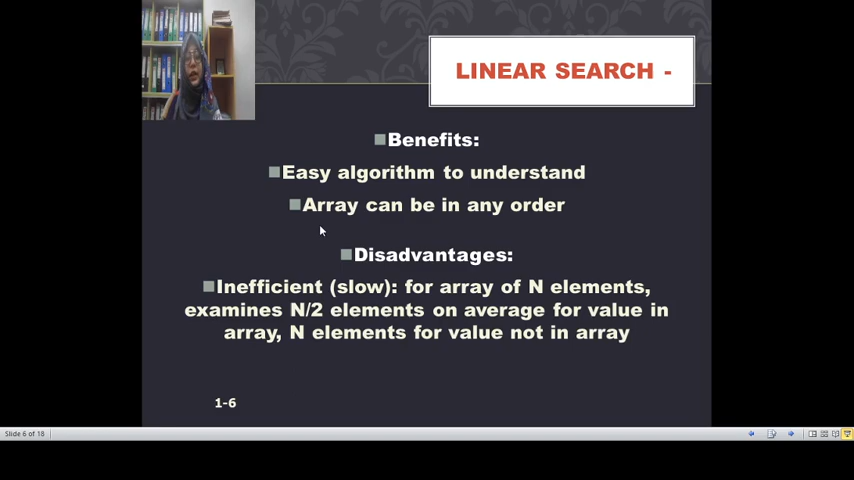 LINEAR SEARCH -
Benefits:
Easy algorithm to understand
Array can be in any order
Disadvantages:
Inefficient (slow): for array of N elements,
examines N/2 elements on average for value in
array, N elements for value not in array
1-6
Slide 6 of 18